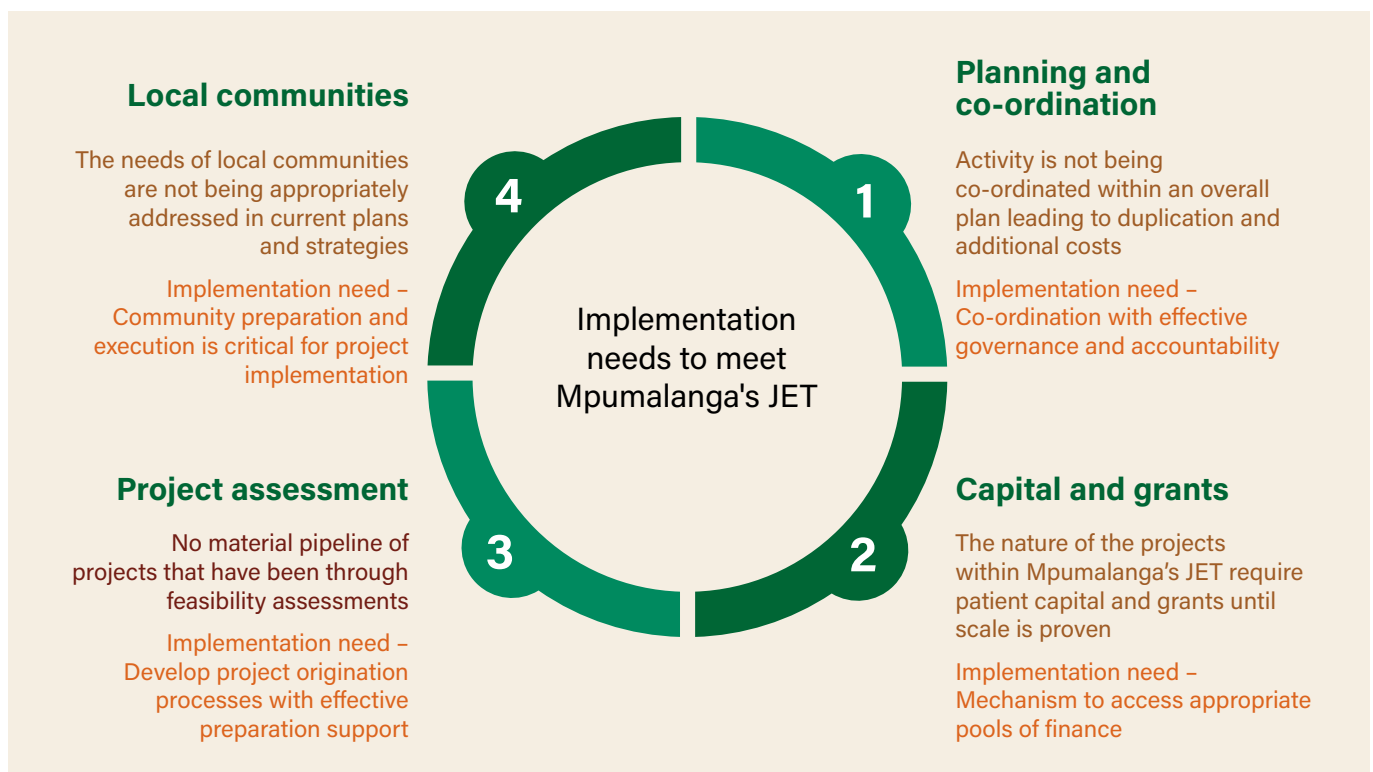 Planning and
co-ordination
Activity is not being
co-ordinated within an overall
plan leading to duplication and
additional costs
Implementation need –
Co-ordination with effective
governance and accountability
1
Capital and grants
The nature of the projects
within Mpumalanga’s JET require
patient capital and grants until
scale is proven
Implementation need –
Mechanism to access appropriate
pools of finance
2
Project assessment
No material pipeline of
projects that have been through
feasibility assessments
Implementation need –
Develop project origination
processes with effective
preparation support
3
Local communities
The needs of local communities
are not being appropriately
addressed in current plans
and strategies
Implementation need –
Community preparation and
execution is critical for project
implementation
4
Implementation
needs to meet
Mpumalanga's JET